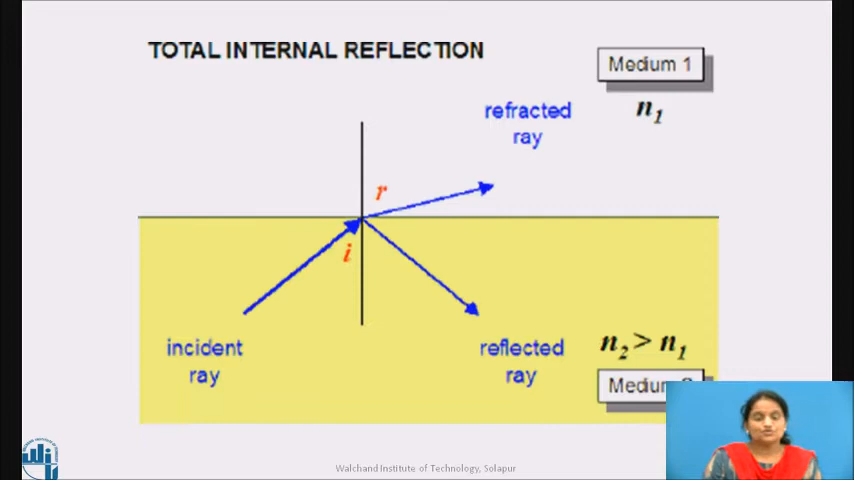 TOTAL INTERNAL REFLECTION
Medium 1
n1
refracted
ray
r
i
incident
ray
reflected
ray
n2 > n1
Medium
Walchand Institute of Technology, Solapur